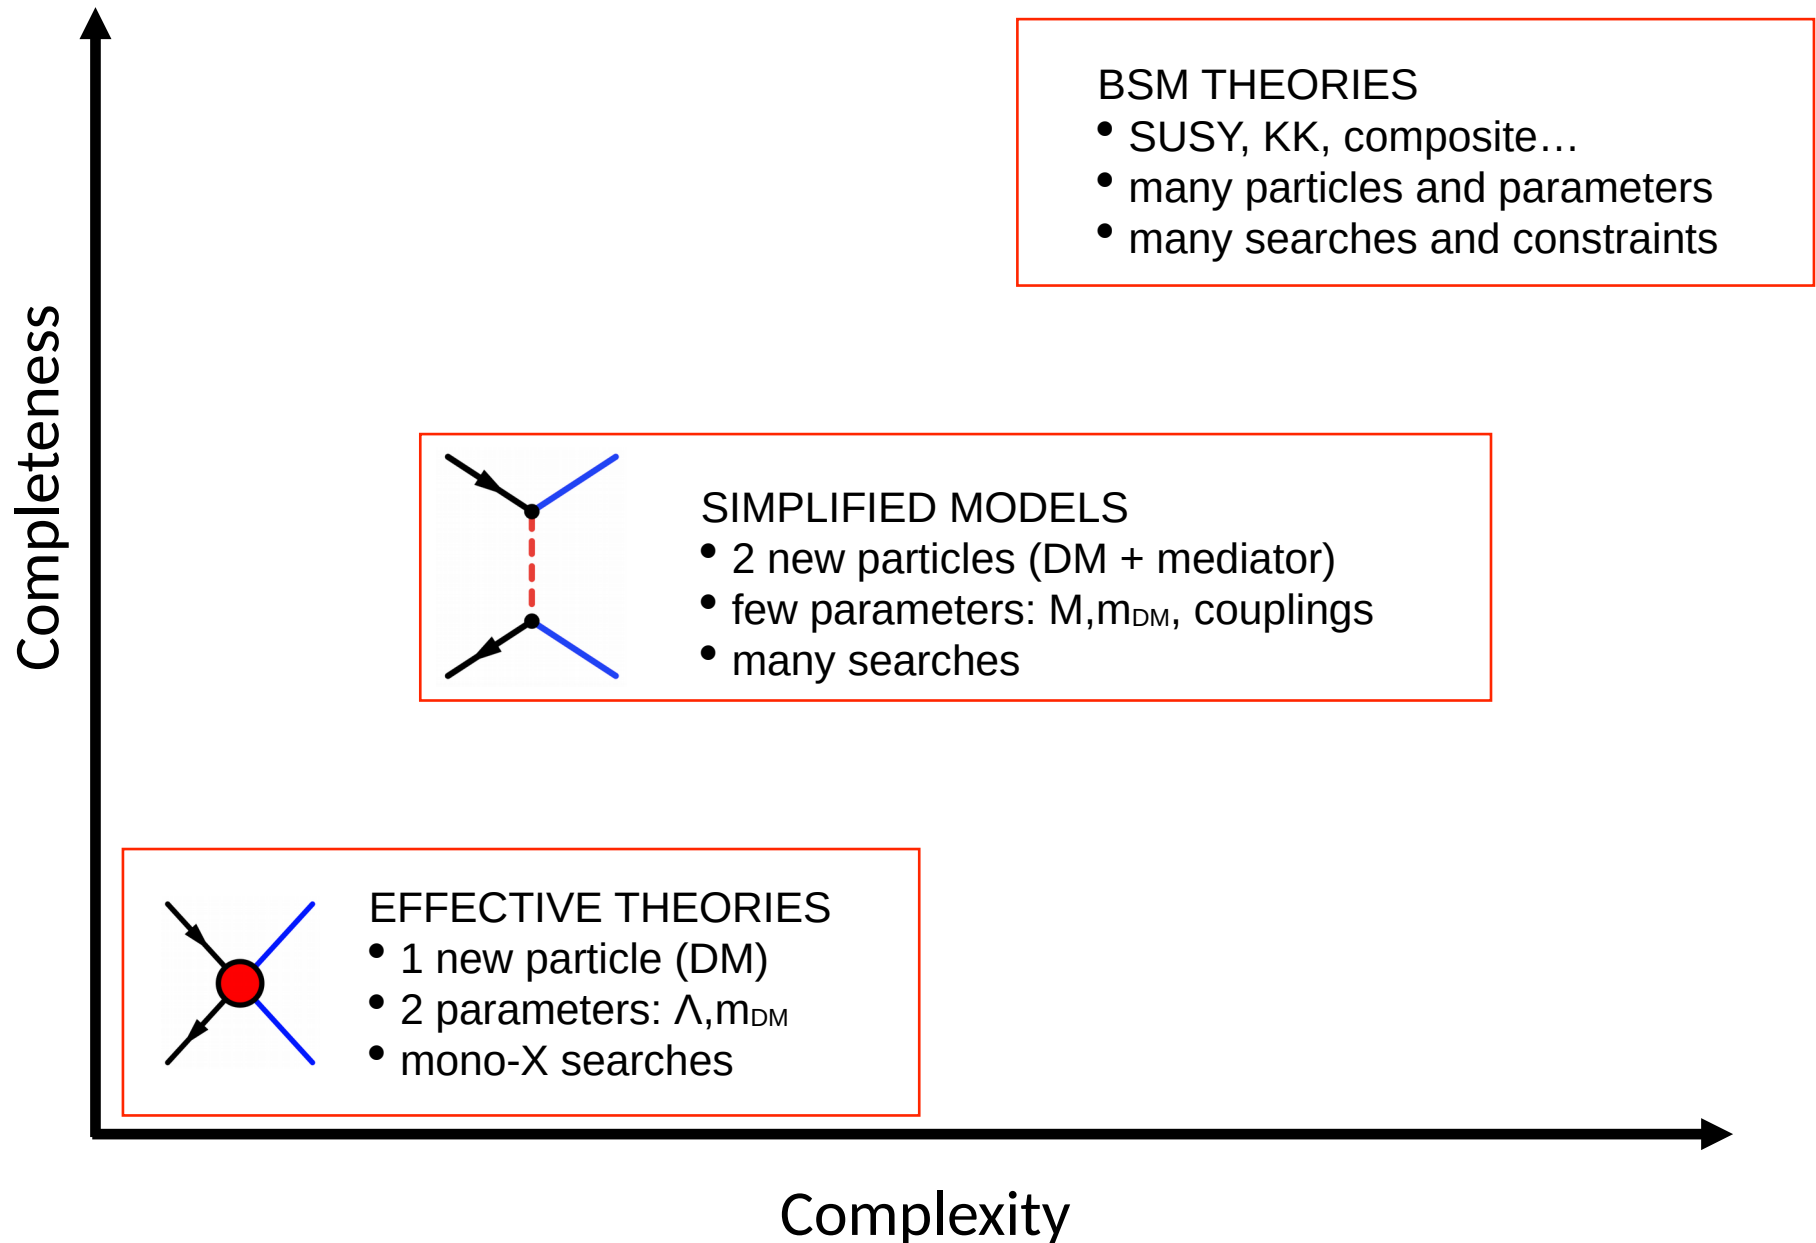 BSM THEORIES
• SUSY, KK, composite…
• many particles and parameters
• many searches and constraints
Completeness
SIMPLIFIED MODELS
• 2 new particles (DM + mediator)
• few parameters: M,mDM, couplings
• many searches
EFFECTIVE THEORIES
• 1 new particle (DM)
• 2 parameters: Λ,mDM
• mono-X searches
Complexity